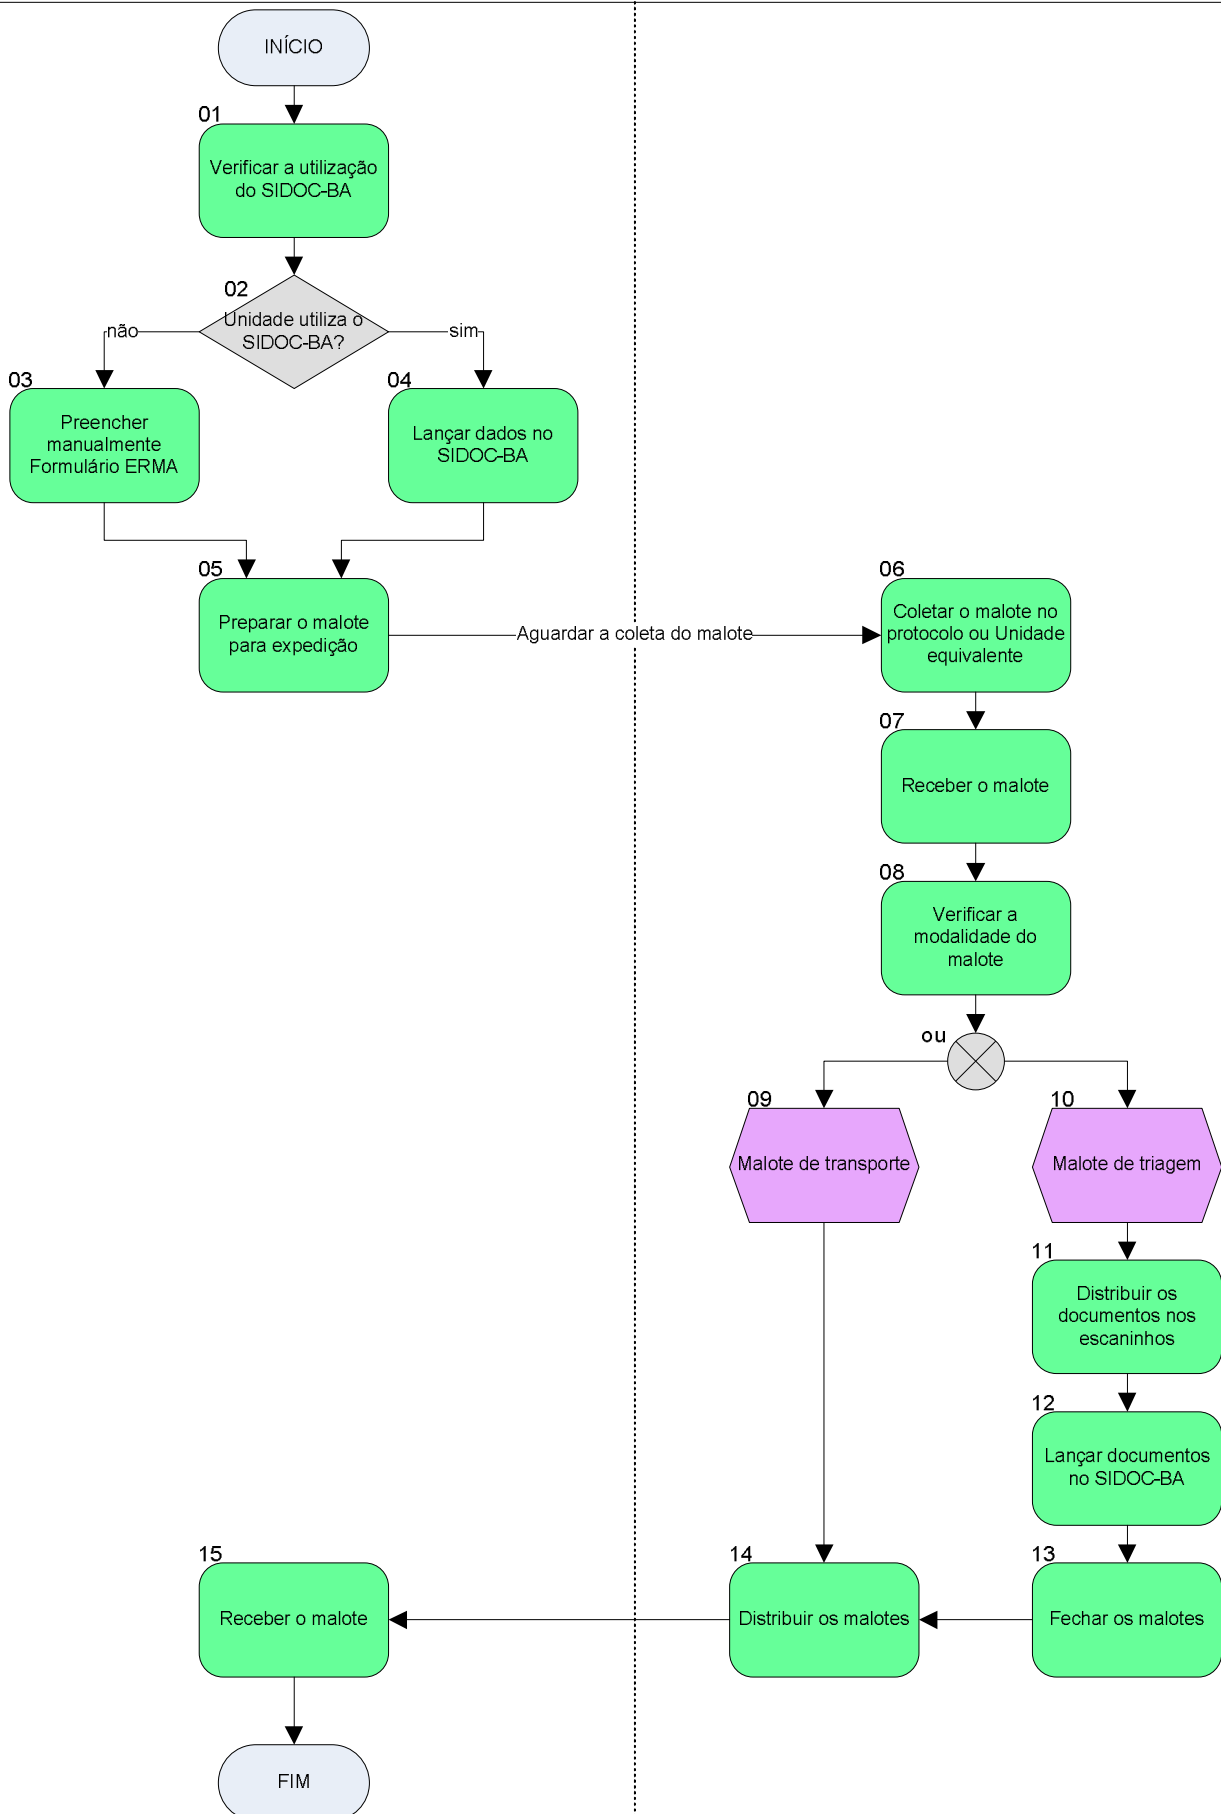 INÍCIO
01
Verificar a utilização
do SIDOC-BA
02
Unidade utiliza o
SIDOC-BA?
não
sim
03
Preencher
manualmente
Formulário ERMA
04
Lançar dados no
SIDOC-BA
05
Preparar o malote
para expedição
Aguardar a coleta do malote
06
Coletar o malote no
protocolo ou Unidade
equivalente
07
Receber o malote
08
Verificar a
modalidade do
malote
ou
09
Malote de transporte
10
Malote de triagem
11
Distribuir os
documentos nos
escaninhos
12
Lançar documentos
no SIDOC-BA
13
Fechar os malotes
14
Distribuir os malotes
15
Receber o malote
FIM